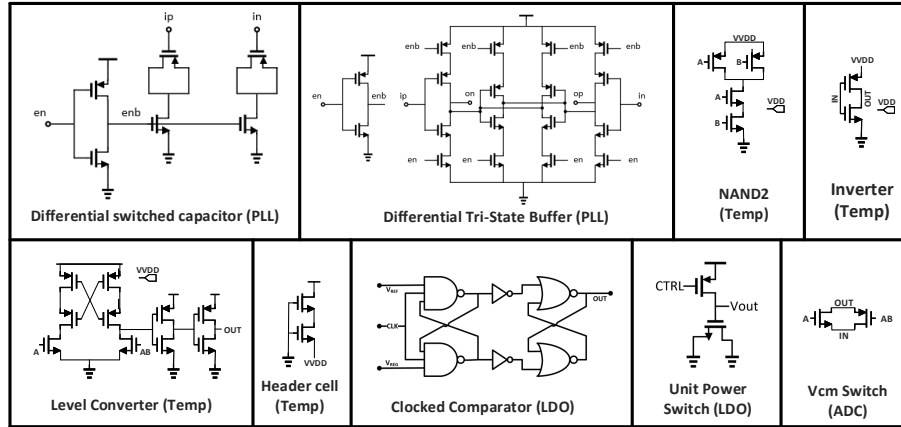 ip
in
en
enb
Differential switched capacitor (PLL)
enb
enb
enb
enb
en
enb
ip
on
op
in
en
en
en
en
Differential Tri-State Buffer (PLL)
VVDD
A
B
A
B
VDD
NAND2
(Temp)
VVDD
IN
OUT
VDD
Inverter
(Temp)
VVDD
A
AB
OUT
Level Converter (Temp)
VVDD
Header cell
(Temp)
VREF
CLK
VREG
OUT
Clocked Comparator (LDO)
CTRL
Vout
Unit Power
Switch (LDO)
OUT
A
AB
IN
Vcm Switch
(ADC)